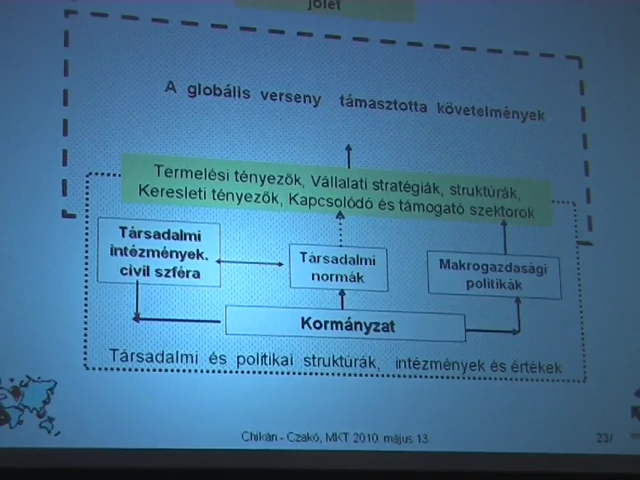 jólét
A globális verseny támasztotta követelmények
Termelési tényezők, Vállalati stratégiák, struktúrák,
Keresleti tényezők, Kapcsolódó és támogató szektorok
Társadalmi
intézmények.
civil szféra
Társadalmi
normák
Makrogazdasági
politikák
Kormányzat
Társadalmi és politikai struktúrák, intézmények és értékek
Chikán - Czakó, MKT 2010. május 13.
23/